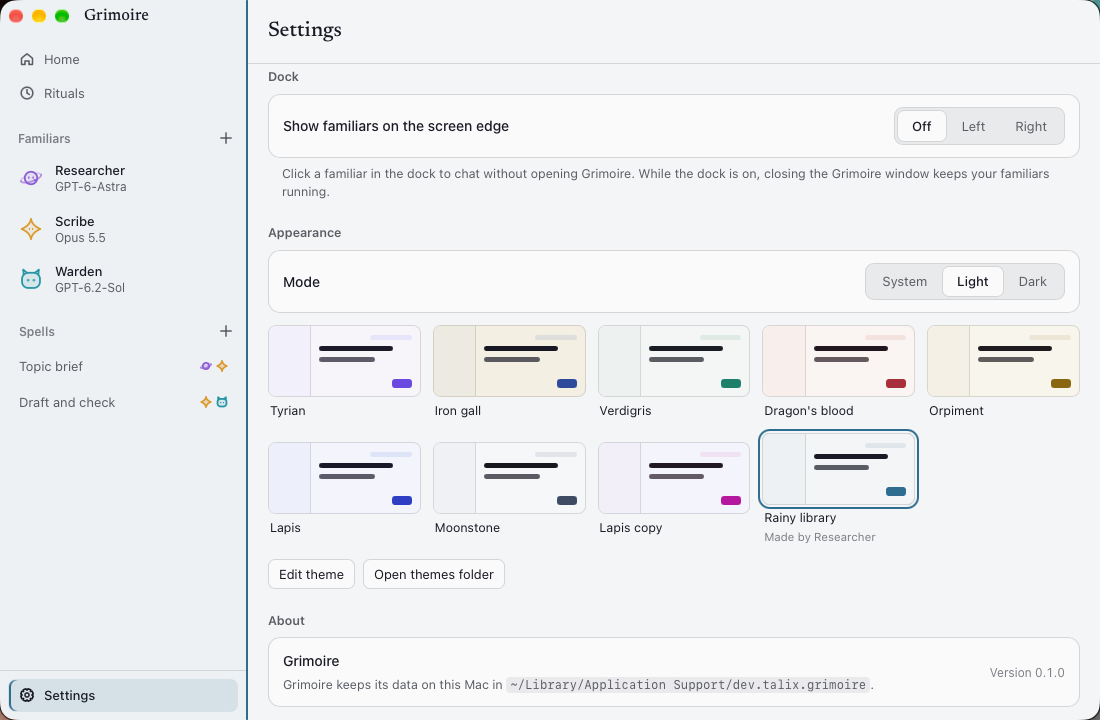 Grimoire
Home
Rituals
Familiars
Researcher
GPT-6-Astra
Scribe
Opus 5.5
Warden
GPT-6.2-Sol
Spells
Topic brief
Draft and check
Settings
Settings
Dock
Show familiars on the screen edge
Off Left Right
Click a familiar in the dock to chat without opening Grimoire. While the dock is on, closing the Grimoire window keeps your familiars
running.
Appearance
Mode
System Light Dark
Tyrian
Iron gall
Verdigris
Dragon's blood
Orpiment
Lapis
Moonstone
Lapis copy
Rainy library
Made by Researcher
Edit theme
Open themes folder
About
Grimoire
Grimoire keeps its data on this Mac in ~/Library/Application Support/dev.talix.grimoire.
Version 0.1.0